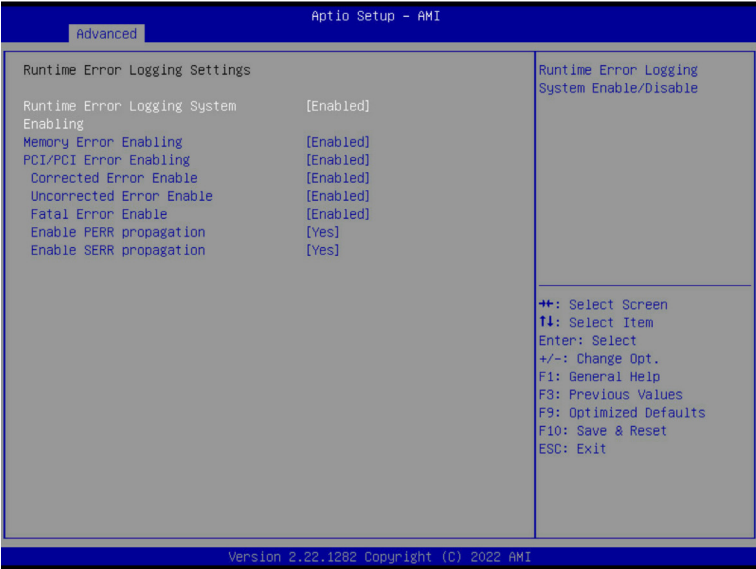 Aptio Setup – AMI
Advanced
Runtime Error Logging Settings
Runtime Error Logging System Enabling [Enabled]
Memory Error Enabling [Enabled]
PCI/PCI Error Enabling [Enabled]
Corrected Error Enable [Enabled]
Uncorrected Error Enable [Enabled]
Fatal Error Enable [Enabled]
Enable PERR propagation [Yes]
Enable SERR propagation [Yes]
Runtime Error Logging
System Enable/Disable
→←: Select Screen
↑↓: Select Item
Enter: Select
+/-: Change Opt.
F1: General Help
F3: Previous Values
F9: Optimized Defaults
F10: Save & Reset
ESC: Exit
Version 2.22.1282 Copyright (C) 2022 AMI